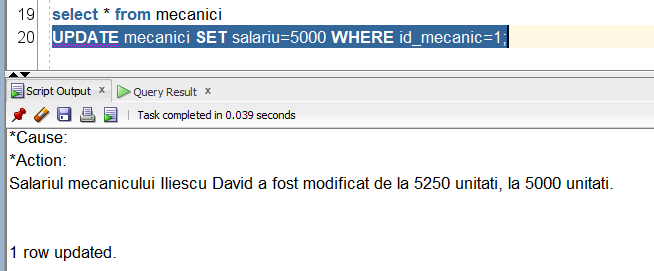 19 select * from mecanici
20 UPDATE mecanici SET salariu=5000 WHERE id_mecanic=1;
Script Output x Query Result x
Task completed in 0.039 seconds
*Cause:
*Action:
Salariul mecanicului Iliescu David a fost modificat de la 5250 unitati, la 5000 unitati.
1 row updated.